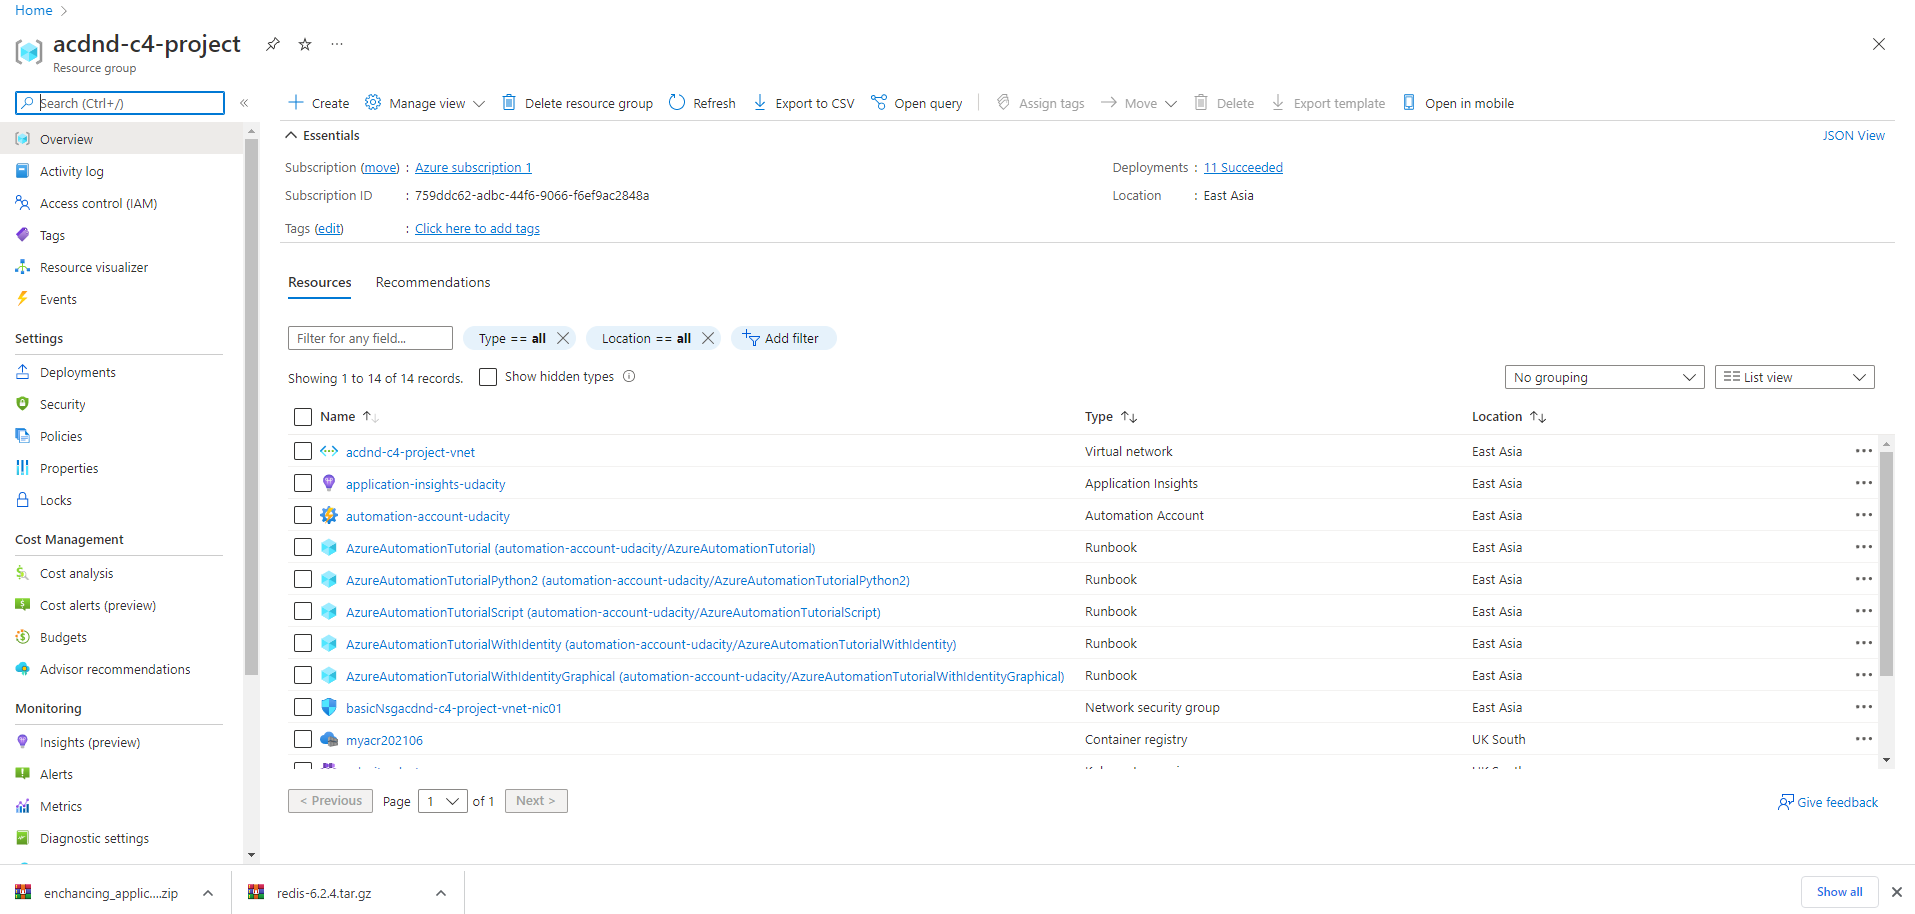 Home
acdnd-c4-project
Resource group
Search (Ctrl+/)
Overview
Activity log
Access control (IAM)
Tags
Resource visualizer
Events
Settings
Deployments
Security
Policies
Properties
Locks
Cost Management
Cost analysis
Cost alerts (preview)
Budgets
Advisor recommendations
Monitoring
Insights (preview)
Alerts
Metrics
Diagnostic settings
Create Manage view Delete resource group Refresh Export to CSV Open query Assign tags Move Delete Export template Open in mobile
Essentials JSON View
Subscription (move) : Azure subscription 1 Deployments : 11 Succeeded
Subscription ID : 759ddc62-adbc-44f6-9066-f6ef9ac2848a Location : East Asia
Tags (edit) : Click here to add tags
Resources Recommendations
Filter for any field... Type == all Location == all Add filter
Showing 1 to 14 of 14 records. Show hidden types No grouping List view
Name Type Location
acdnd-c4-project-vnet Virtual network East Asia
application-insights-udacity Application Insights East Asia
automation-account-udacity Automation Account East Asia
AzureAutomationTutorial (automation-account-udacity/AzureAutomationTutorial) Runbook East Asia
AzureAutomationTutorialPython2 (automation-account-udacity/AzureAutomationTutorialPython2) Runbook East Asia
AzureAutomationTutorialScript (automation-account-udacity/AzureAutomationTutorialScript) Runbook East Asia
AzureAutomationTutorialWithIdentity (automation-account-udacity/AzureAutomationTutorialWithIdentity) Runbook East Asia
AzureAutomationTutorialWithIdentityGraphical (automation-account-udacity/AzureAutomationTutorialWithIdentityGraphical) Runbook East Asia
basicNsgacdnd-c4-project-vnet-nic01 Network security group East Asia
myacr202106 Container registry UK South
< Previous Page 1 of 1 Next >
Give feedback
enchancing_applic....zip redis-6.2.4.tar.gz Show all